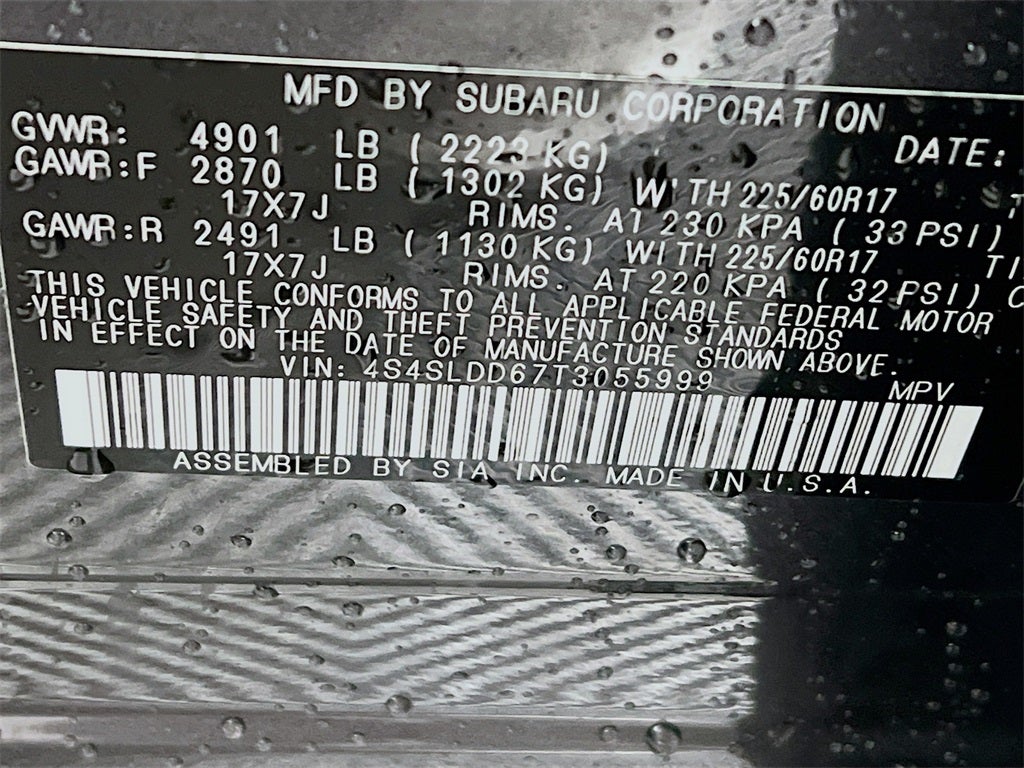 MFD BY SUBARU CORPORATION
DATE:
GVWR: 4901 LB ( 2223 KG)
GAWR:F 2870 LB ( 1302 KG) WITH 225/60R17
17X7J RIMS. AT 230 KPA ( 33 PSI)
GAWR:R 2491 LB ( 1130 KG) WITH 225/60R17
17X7J RIMS. AT 220 KPA ( 32 PSI)
THIS VEHICLE CONFORMS TO ALL APPLICABLE FEDERAL MOTOR
VEHICLE SAFETY AND THEFT PREVENTION STANDARDS
IN EFFECT ON THE DATE OF MANUFACTURE SHOWN ABOVE.
VIN: 4S4SLDD67T3055999 MPV
ASSEMBLED BY SIA INC. MADE IN U.S.A.